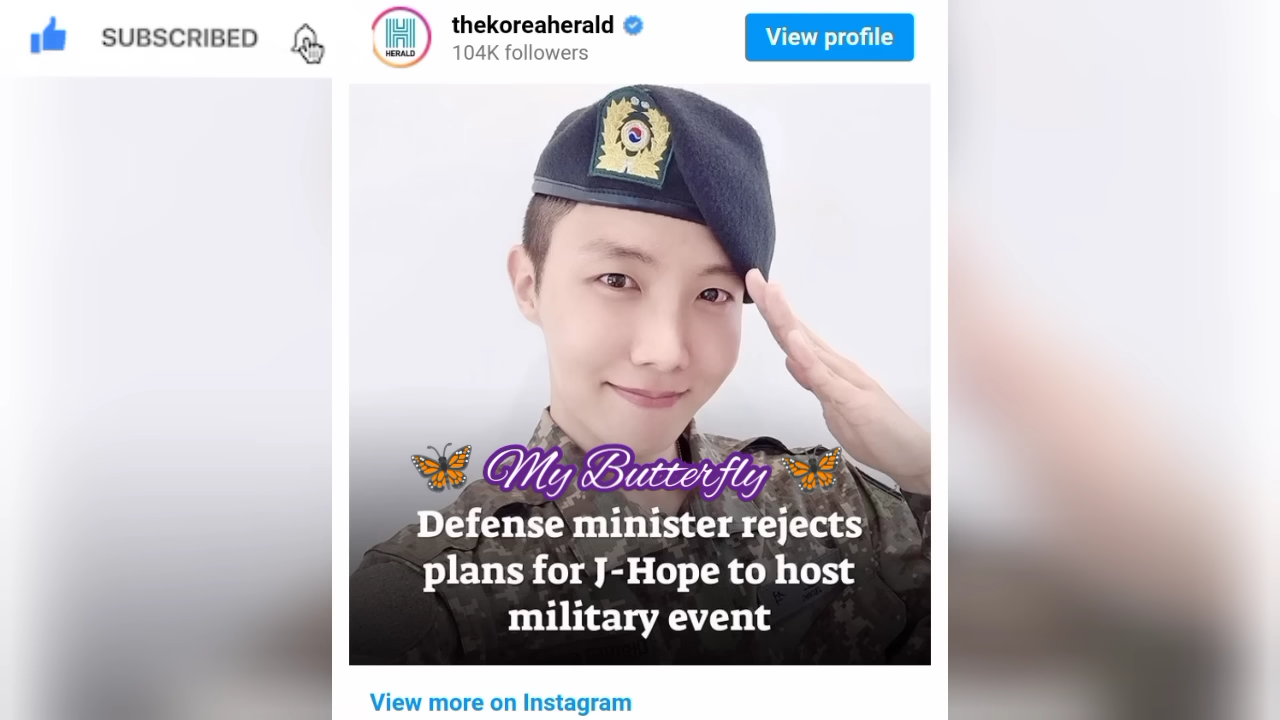 SUBSCRIBED
HERALD
thekoreaherald
104K followers
View profile
My Butterfly
Defense minister rejects
plans for J-Hope to host
military event
View more on Instagram